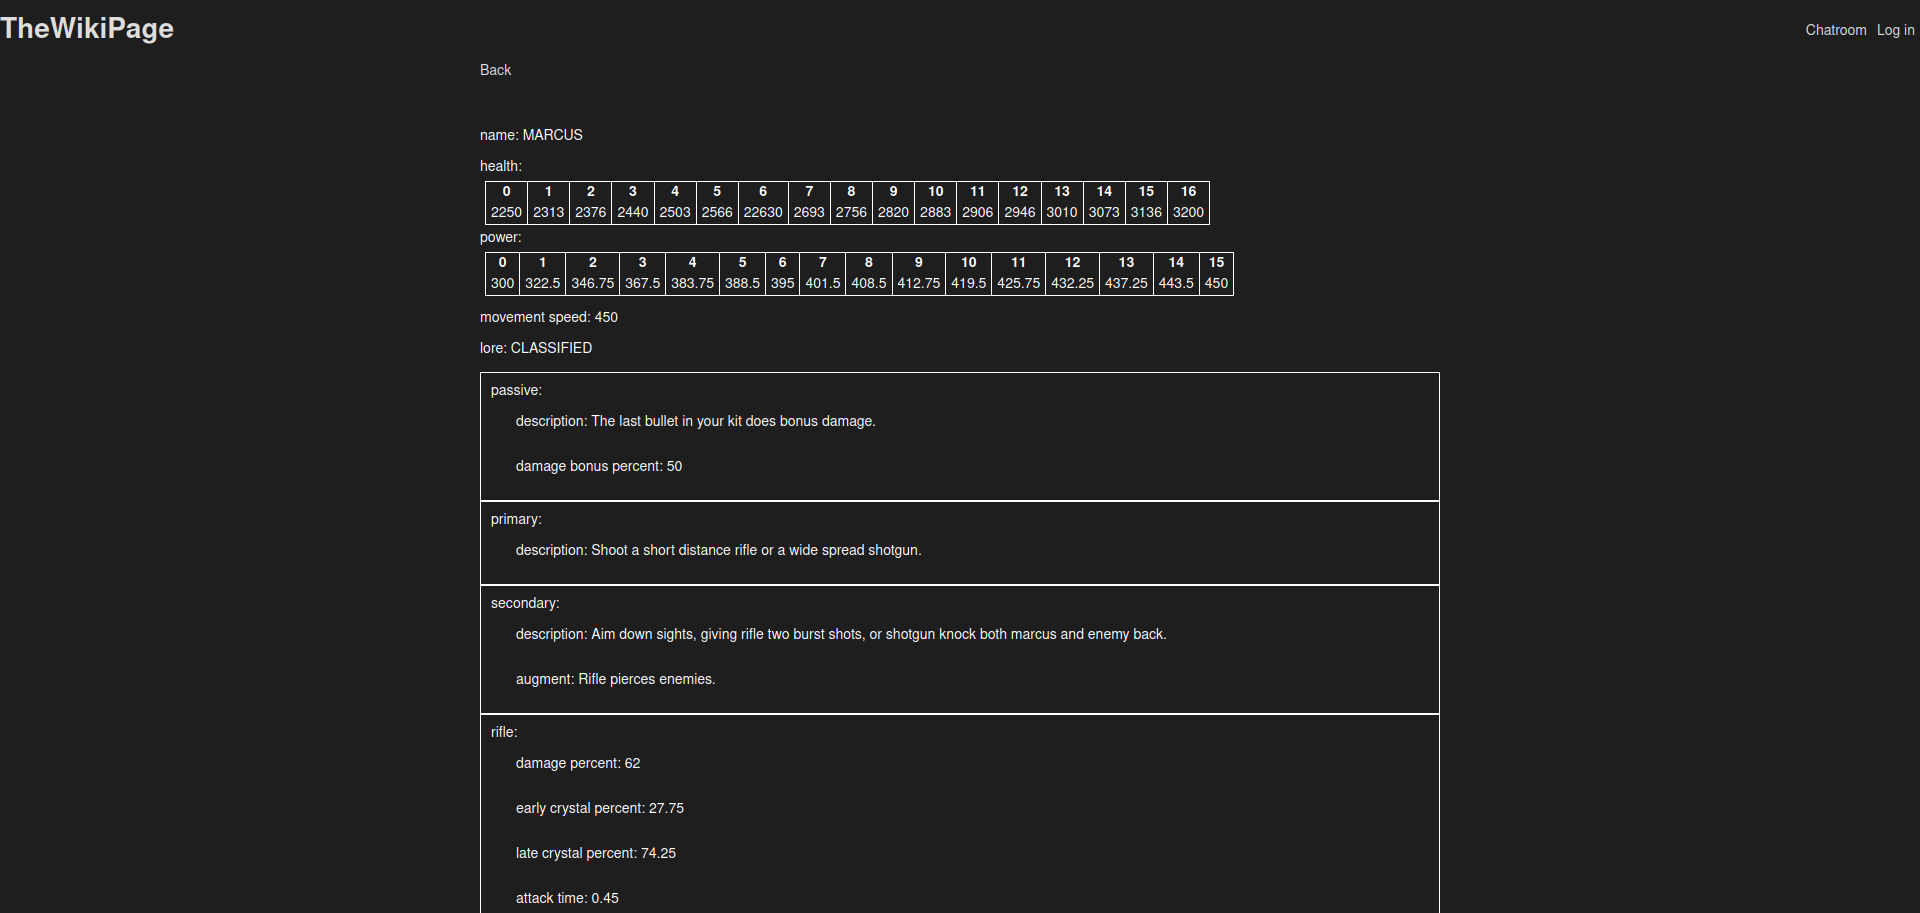 TheWikiPage
Chatroom Log in
Back
name: MARCUS
health:
0 1 2 3 4 5 6 7 8 9 10 11 12 13 14 15 16
2250 2313 2376 2440 2503 2566 22630 2693 2756 2820 2883 2906 2946 3010 3073 3136 3200
power:
0 1 2 3 4 5 6 7 8 9 10 11 12 13 14 15
300 322.5 346.75 367.5 383.75 388.5 395 401.5 408.5 412.75 419.5 425.75 432.25 437.25 443.5 450
movement speed: 450
lore: CLASSIFIED
passive:
description: The last bullet in your kit does bonus damage.
damage bonus percent: 50
primary:
description: Shoot a short distance rifle or a wide spread shotgun.
secondary:
description: Aim down sights, giving rifle two burst shots, or shotgun knock both marcus and enemy back.
augment: Rifle pierces enemies.
rifle:
damage percent: 62
early crystal percent: 27.75
late crystal percent: 74.25
attack time: 0.45